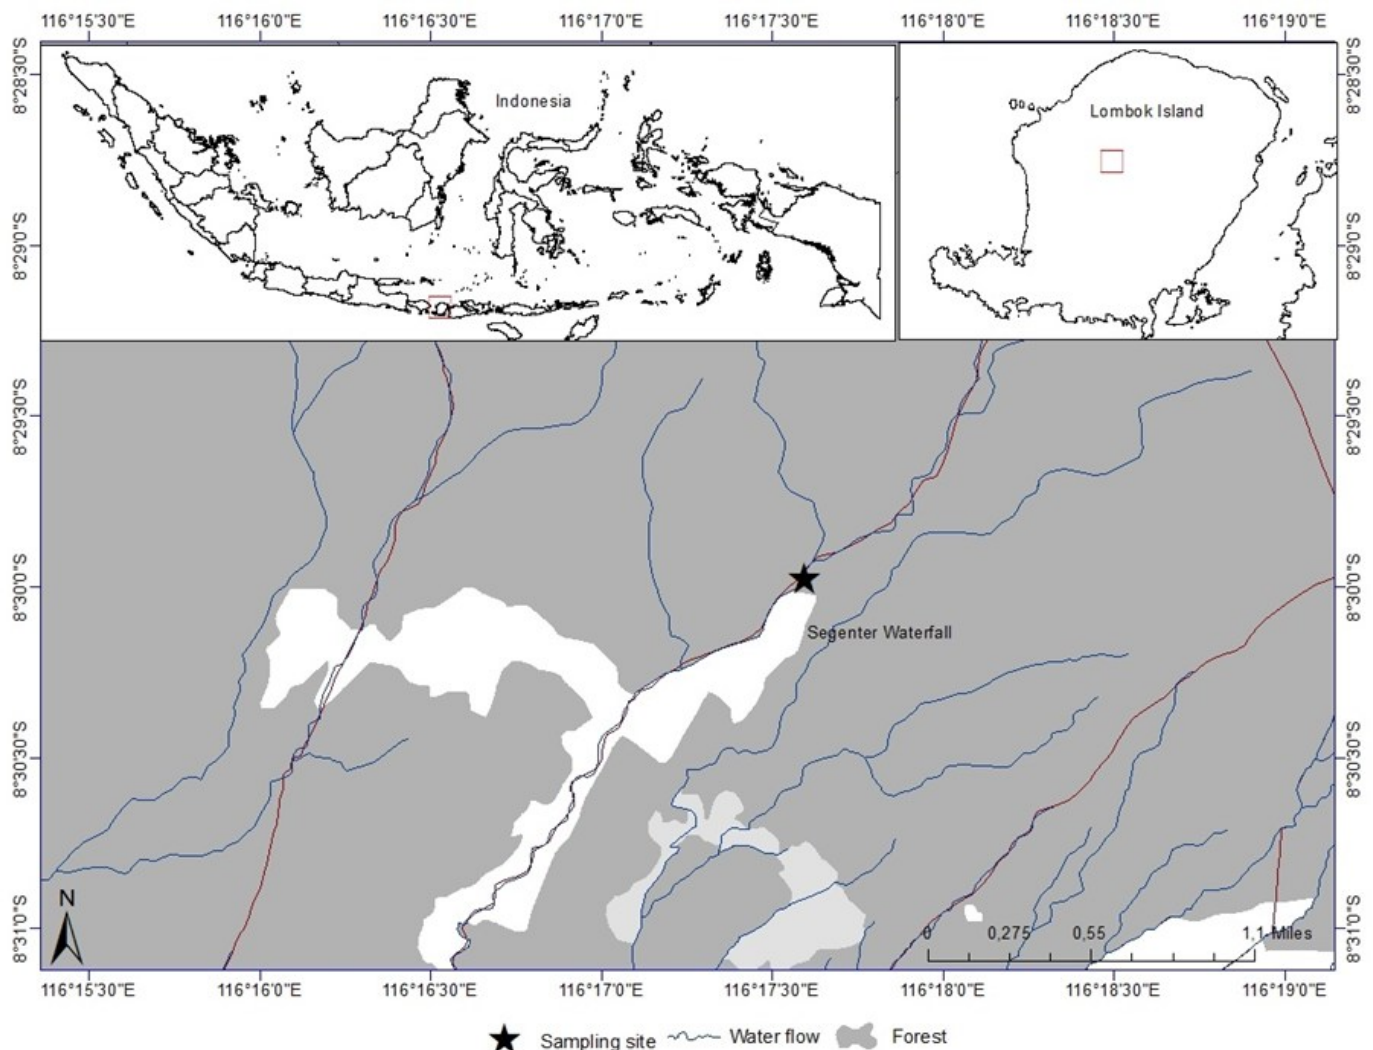 116°15'30"E 116°16'0"E 116°16'30"E 116°17'0"E 116°17'30"E 116°18'0"E 116°18'30"E 116°19'0"E
8°28'30"S 8°28'30"S
Indonesia
Lombok Island
8°29'0"S 8°29'0"S
8°29'30"S 8°29'30"S
8°30'0"S 8°30'0"S
Segenter Waterfall
8°30'30"S 8°30'30"S
N
8°31'0"S 8°31'0"S
0 0,275 0,55 1,1 Miles
116°15'30"E 116°16'0"E 116°16'30"E 116°17'0"E 116°17'30"E 116°18'0"E 116°18'30"E 116°19'0"E
Sampling site Water flow Forest